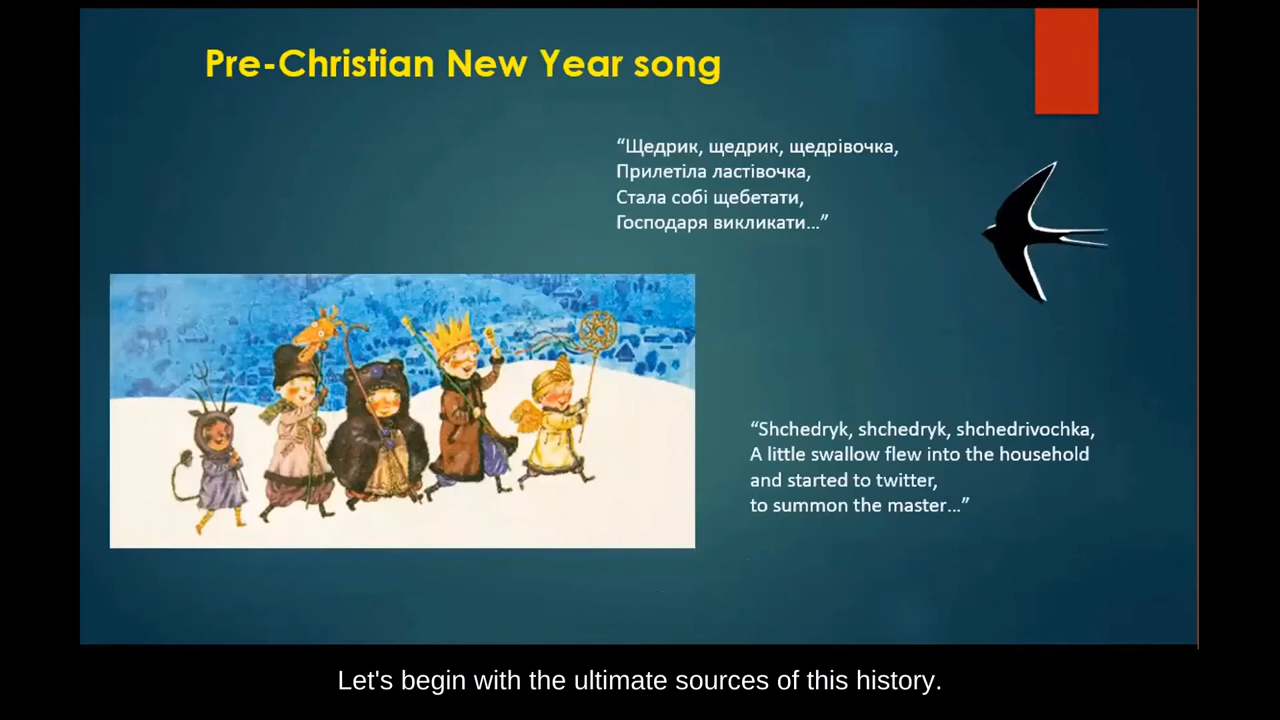 Pre-Christian New Year song
“Щедрик, щедрик, щедрівочка,
Прилетіла ластівочка,
Стала собі щебетати,
Господаря викликати…”
“Shchedryk, shchedryk, shchedrivochka,
A little swallow flew into the household
and started to twitter,
to summon the master…”
Let's begin with the ultimate sources of this history.